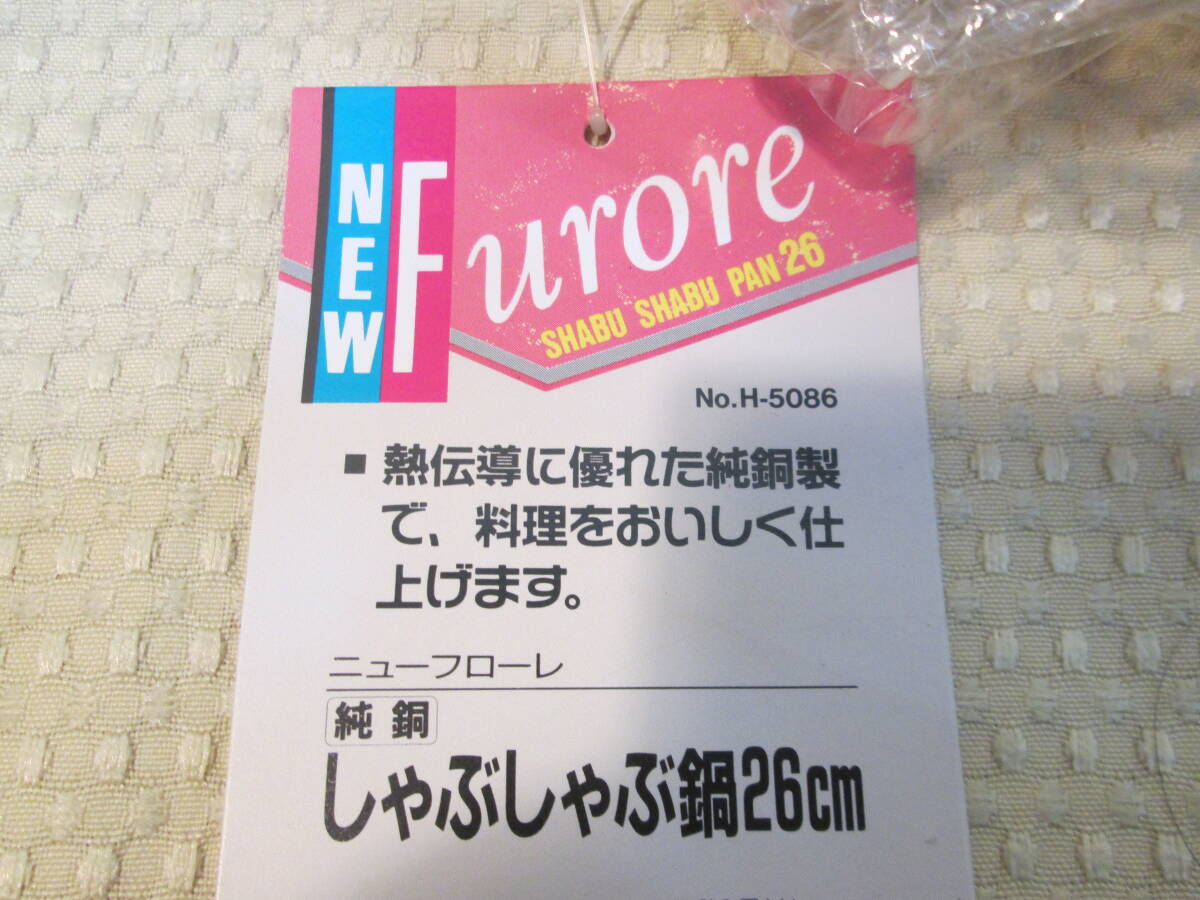 NEW Furore
SHABU SHABU PAN 26
No.H-5086
■ 熱伝導に優れた純銅製
で、料理をおいしく仕
上げます。
ニューフローレ
純銅
しゃぶしゃぶ鍋26cm